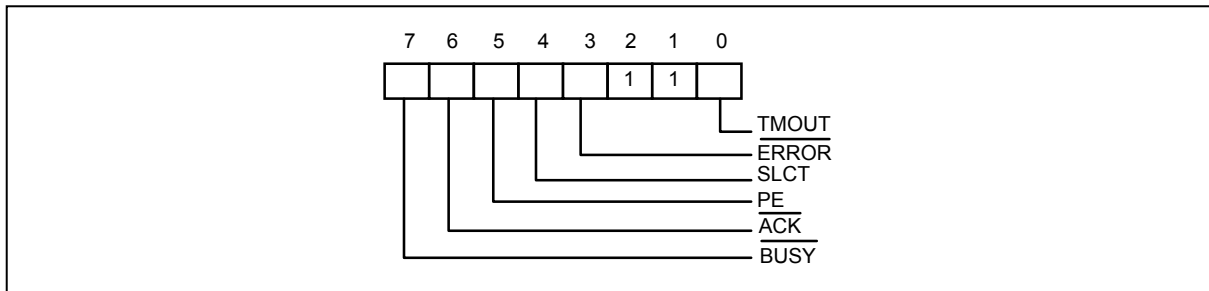 7 6 5 4 3 2 1 0
1 1
TMOUT
ERROR
SLCT
PE
ACK
BUSY